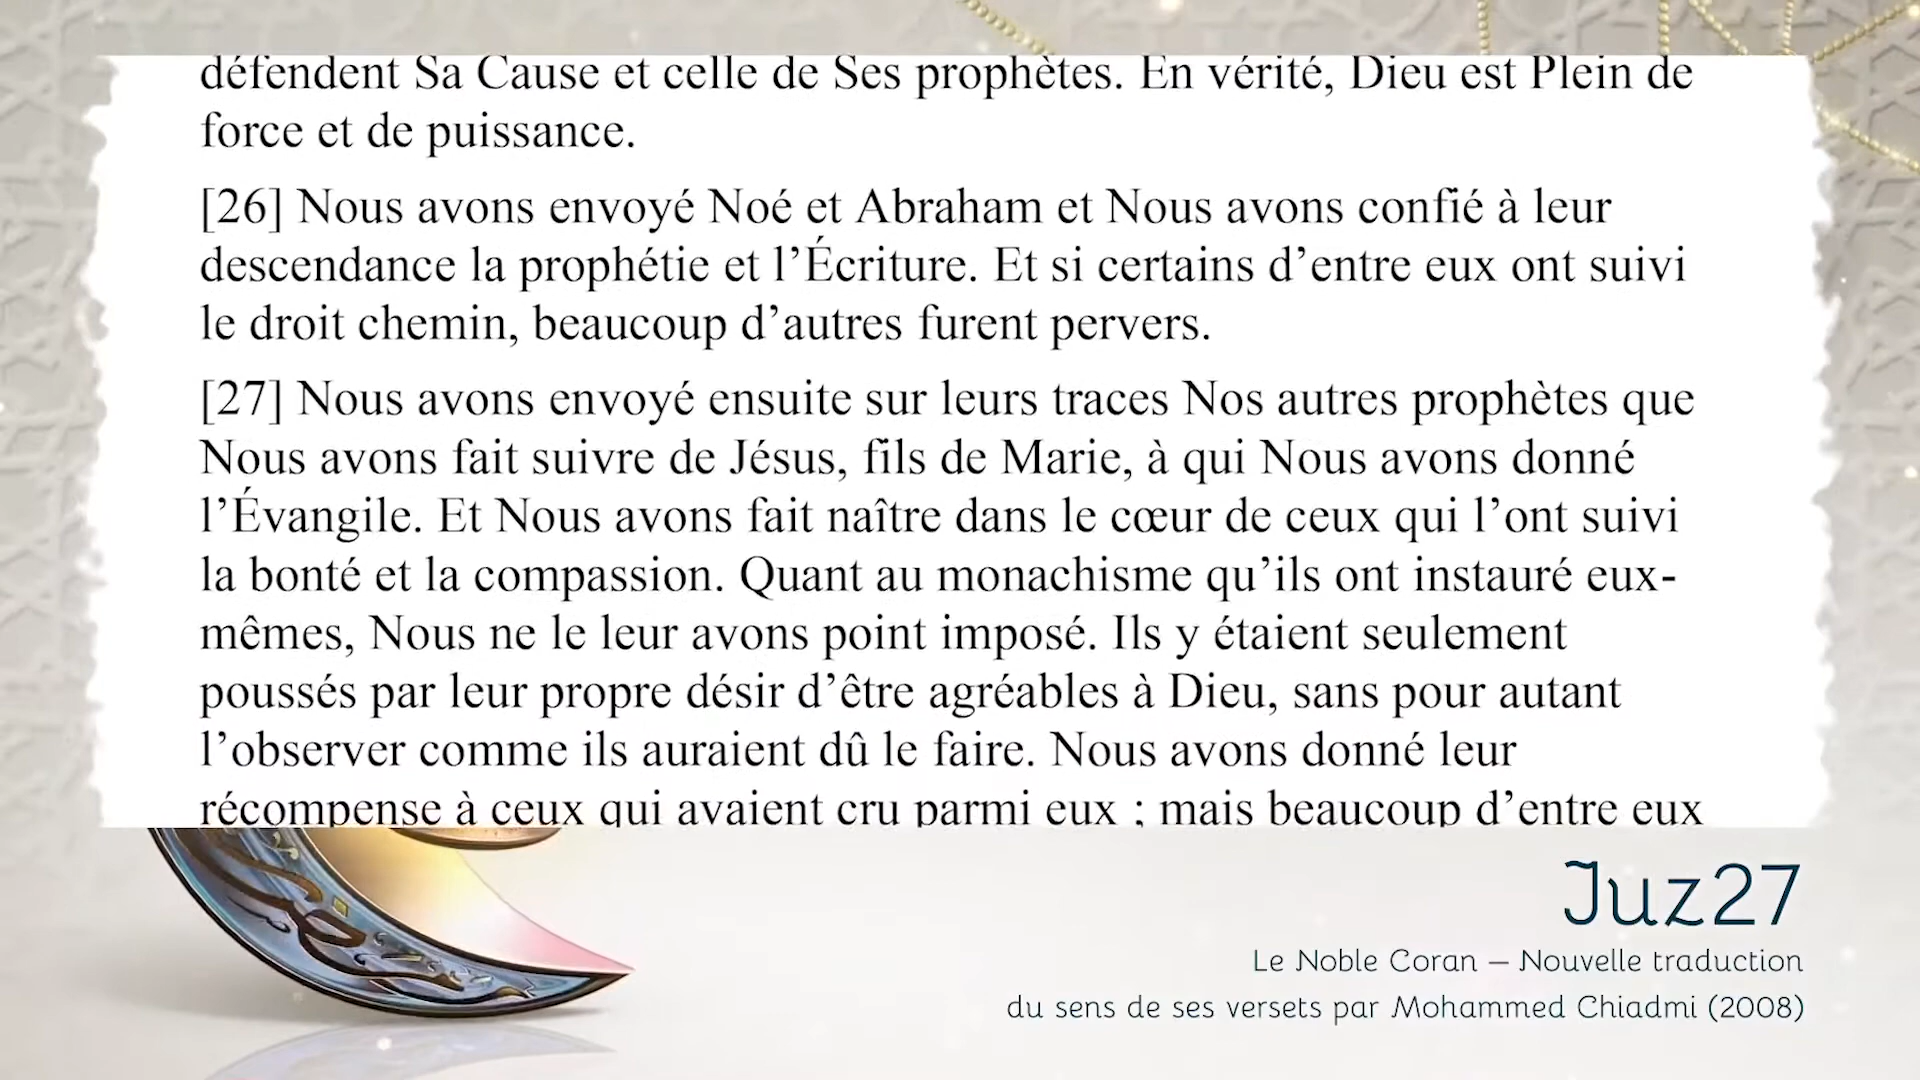 défendent Sa Cause et celle de Ses prophètes. En vérité, Dieu est Plein de
force et de puissance.
[26] Nous avons envoyé Noé et Abraham et Nous avons confié à leur
descendance la prophétie et l’Écriture. Et si certains d’entre eux ont suivi
le droit chemin, beaucoup d’autres furent pervers.
[27] Nous avons envoyé ensuite sur leurs traces Nos autres prophètes que
Nous avons fait suivre de Jésus, fils de Marie, à qui Nous avons donné
l’Évangile. Et Nous avons fait naître dans le cœur de ceux qui l’ont suivi
la bonté et la compassion. Quant au monachisme qu’ils ont instauré eux-
mêmes, Nous ne le leur avons point imposé. Ils y étaient seulement
poussés par leur propre désir d’être agréables à Dieu, sans pour autant
l’observer comme ils auraient dû le faire. Nous avons donné leur
récompense à ceux qui avaient cru parmi eux ; mais beaucoup d’entre eux
Juz27
Le Noble Coran – Nouvelle traduction
du sens de ses versets par Mohammed Chiadmi (2008)